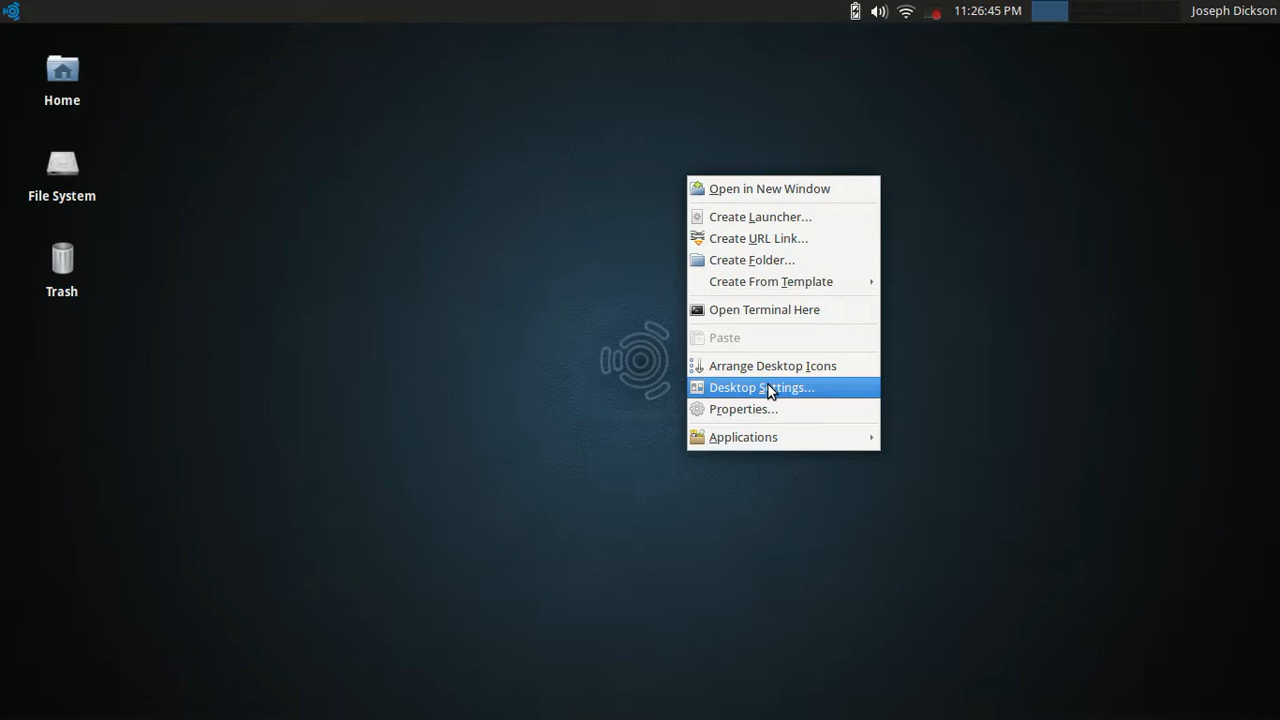 11:26:45 PM
Joseph Dickson
Home
File System
Trash
Open in New Window
Create Launcher...
Create URL Link...
Create Folder...
Create From Template
Open Terminal Here
Paste
Arrange Desktop Icons
Desktop Settings...
Properties...
Applications